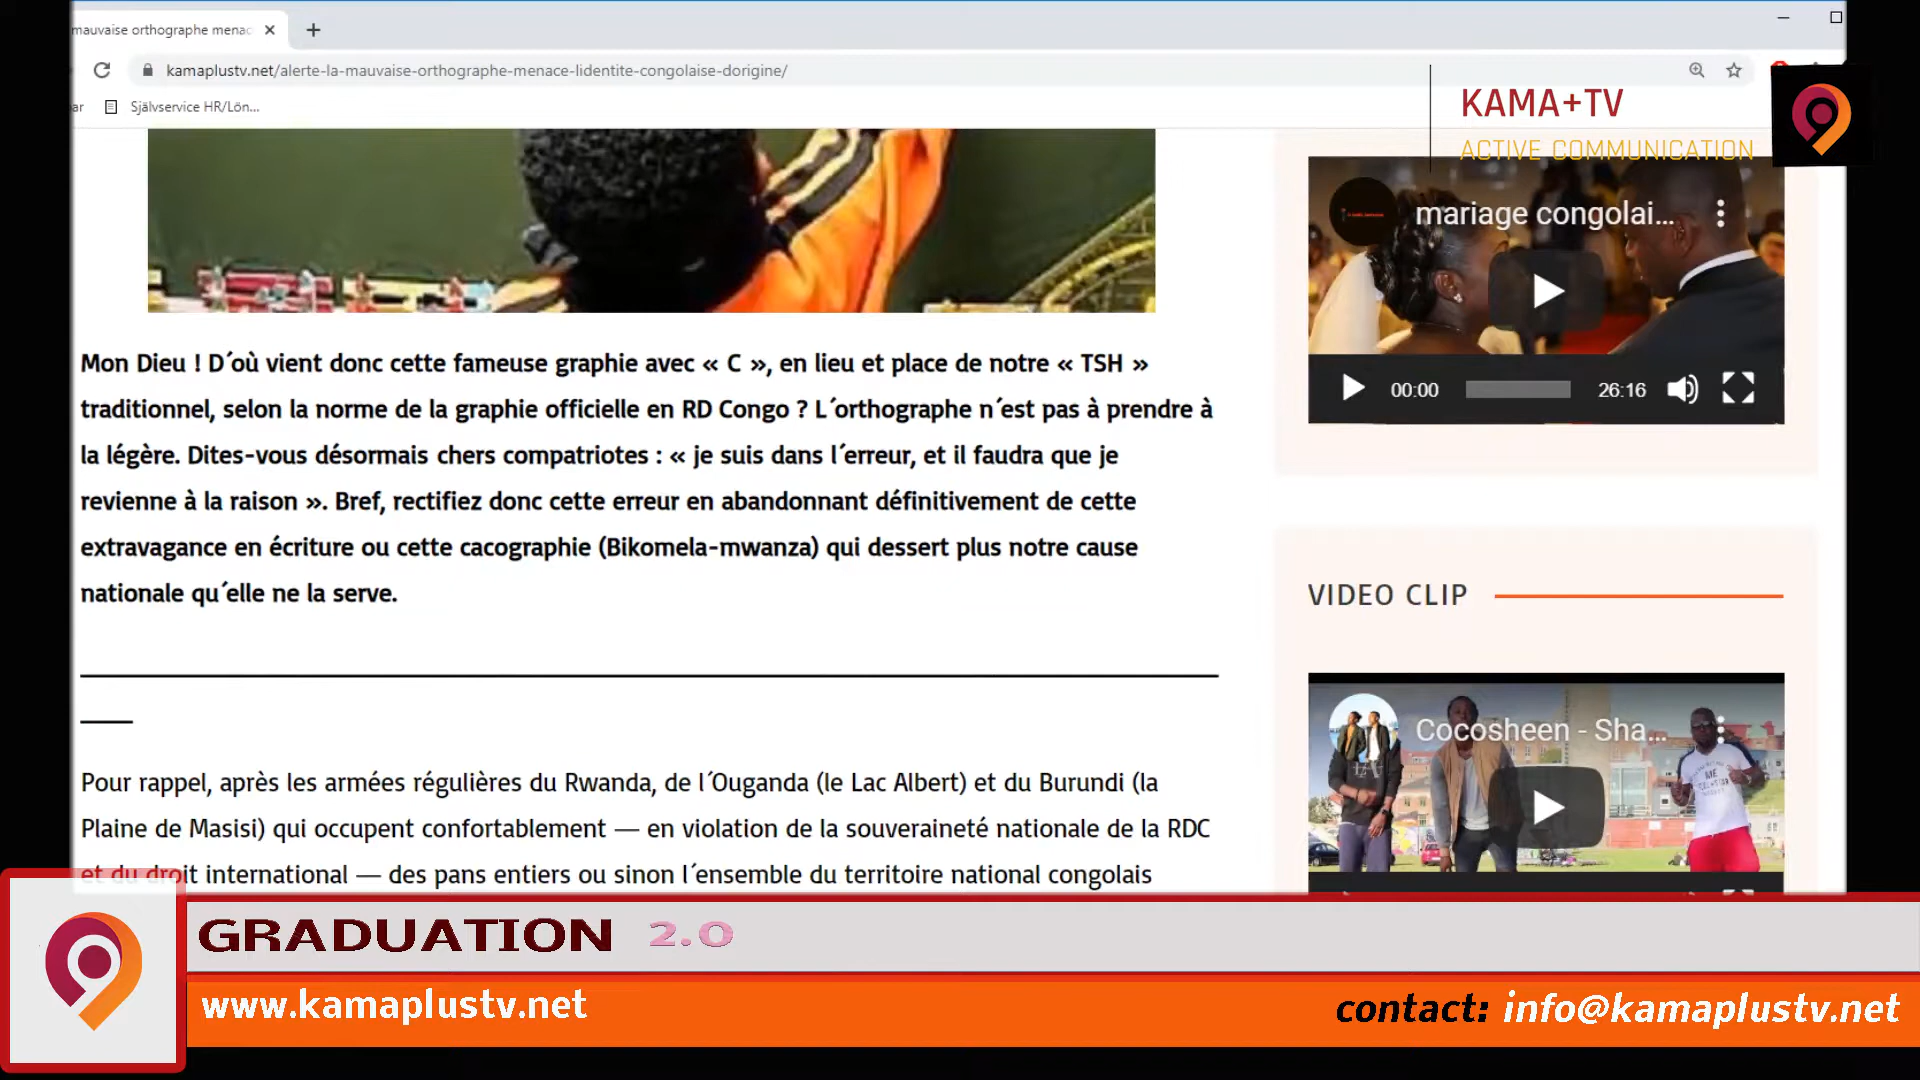 mauvaise orthographe menac
kamaplustv.net/alerte-la-mauvaise-orthographe-menace-lidentite-congolaise-dorigine/
ar
Självservice HR/Lön...
KAMA+TV
ACTIVE COMMUNICATION
mariage congolai...
00:00
26:16
Mon Dieu ! D´où vient donc cette fameuse graphie avec « C », en lieu et place de notre « TSH »
traditionnel, selon la norme de la graphie officielle en RD Congo ? L´orthographe n´est pas à prendre à
la légère. Dites-vous désormais chers compatriotes : « je suis dans l´erreur, et il faudra que je
revienne à la raison ». Bref, rectifiez donc cette erreur en abandonnant définitivement de cette
extravagance en écriture ou cette cacographie (Bikomela-mwanza) qui dessert plus notre cause
nationale qu´elle ne la serve.
VIDEO CLIP
Cocosheen - Sha...
Pour rappel, après les armées régulières du Rwanda, de l´Ouganda (le Lac Albert) et du Burundi (la
Plaine de Masisi) qui occupent confortablement — en violation de la souveraineté nationale de la RDC
et du droit international — des pans entiers ou sinon l´ensemble du territoire national congolais
GRADUATION 2.0
www.kamaplustv.net
contact: info@kamaplustv.net